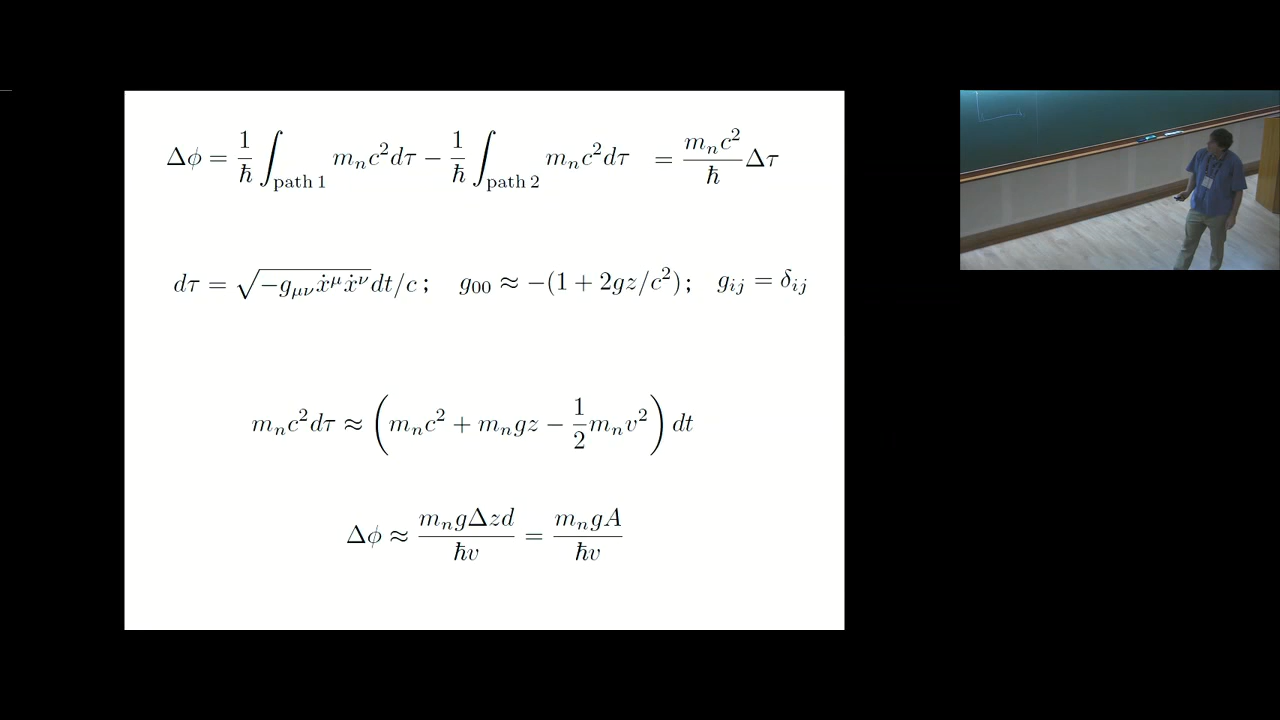 Δφ = \frac{1}{ħ} ∫_{path 1} m_n c^2 dτ − \frac{1}{ħ} ∫_{path 2} m_n c^2 dτ = \frac{m_n c^2}{ħ} Δτ
dτ = \sqrt{−g_{μν} ẋ^μ ẋ^ν} dt/c ; g_{00} ≈ −(1 + 2gz/c^2) ; g_{ij} = δ_{ij}
m_n c^2 dτ ≈ ( m_n c^2 + m_n gz − \frac{1}{2} m_n v^2 ) dt
Δφ ≈ \frac{m_n gΔzd}{ħv} = \frac{m_n gA}{ħv}